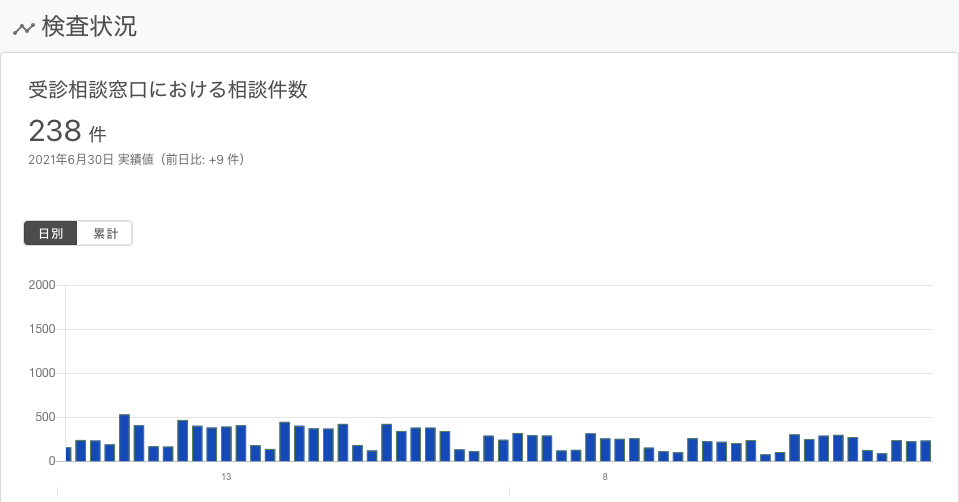 検査状況
受診相談窓口における相談件数
238 件
2021年6月30日 実績値（前日比: +9 件）
日別 累計
2000
1500
1000
500
0
13 8